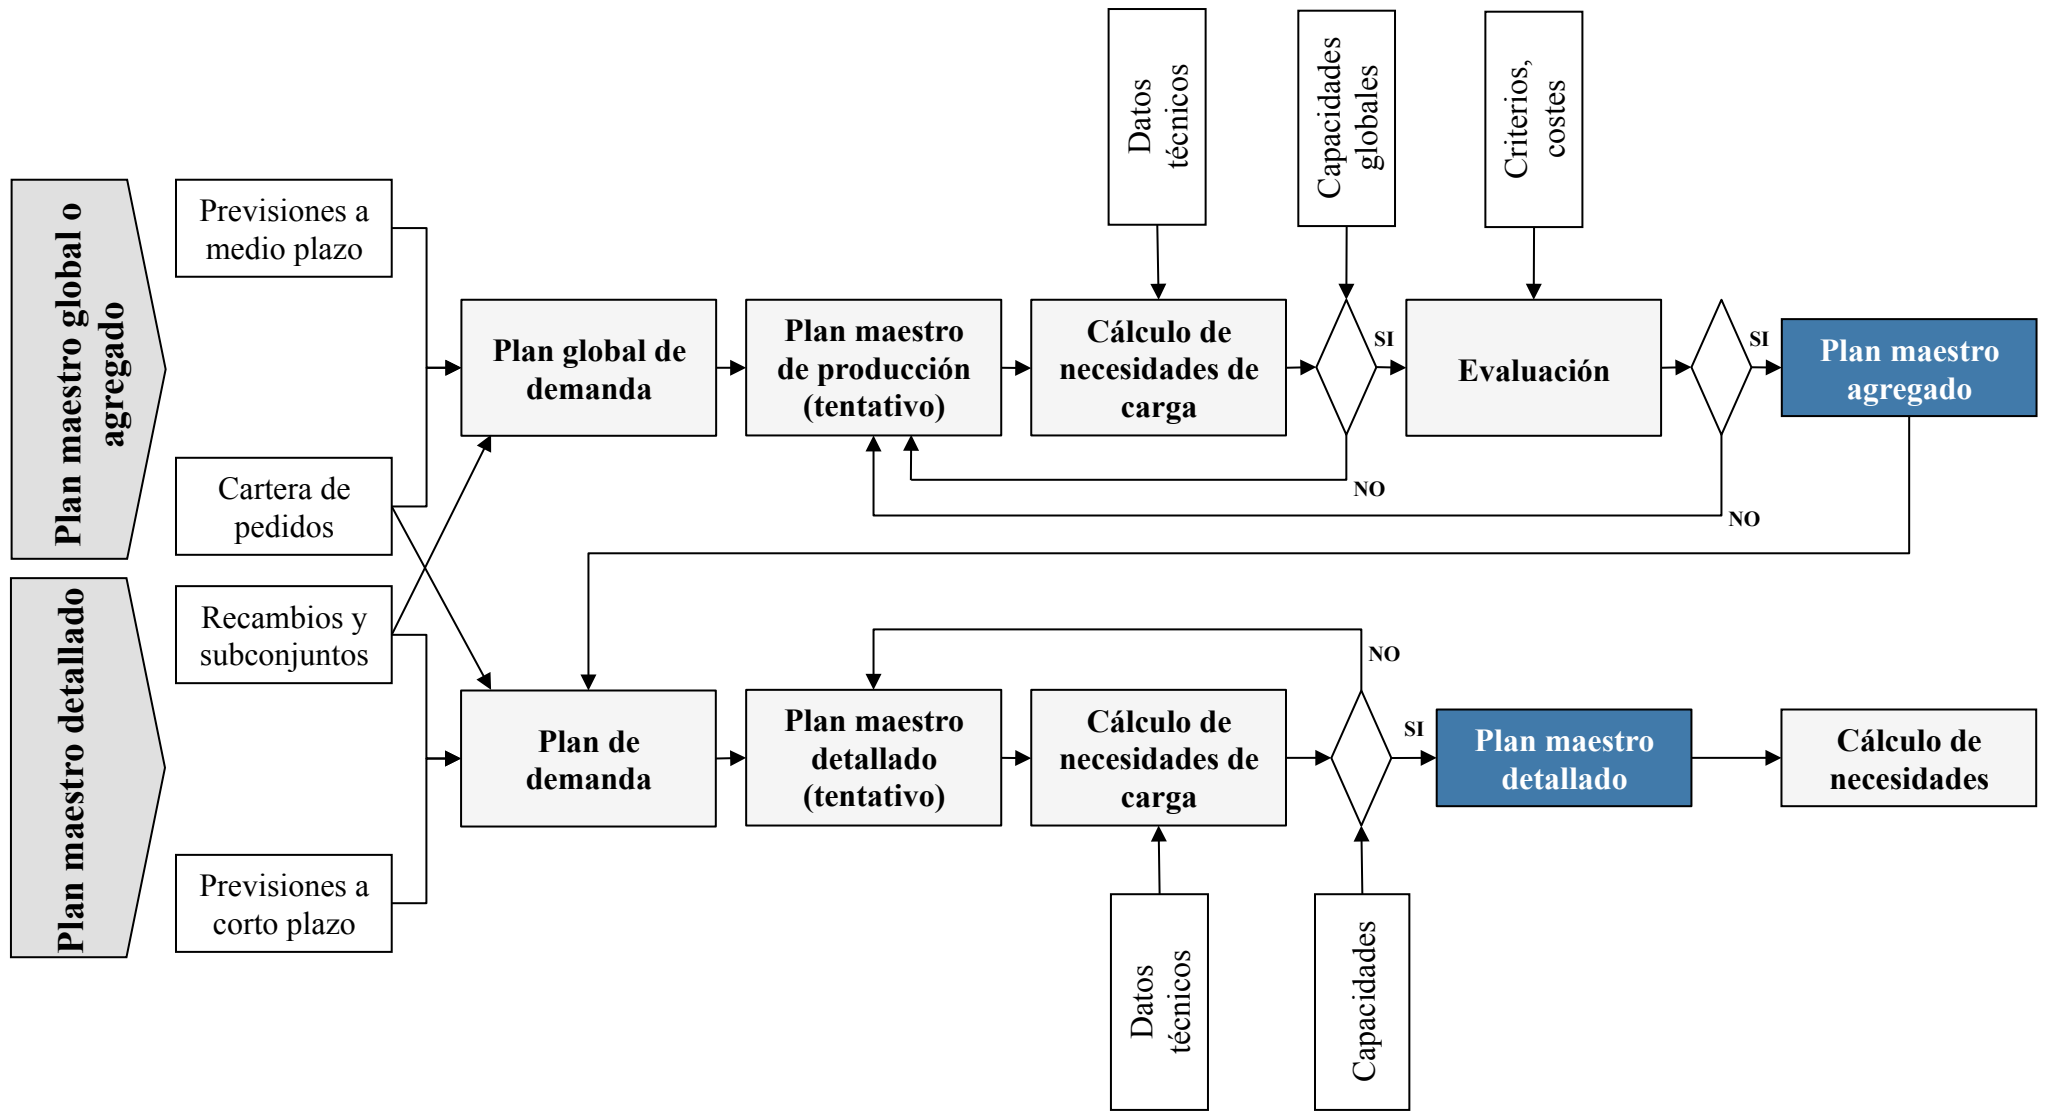 Datos
técnicos
Capacidades
globales
Criterios,
costes
Plan maestro global o
agregado
Previsiones a
medio plazo
Plan global de
demanda
Plan maestro
de producción
(tentativo)
Cálculo de
necesidades de
carga
SI
Evaluación
SI
Plan maestro
agregado
NO
NO
Cartera de
pedidos
Plan maestro detallado
Recambios y
subconjuntos
NO
Plan de
demanda
Plan maestro
detallado
(tentativo)
Cálculo de
necesidades de
carga
SI
Plan maestro
detallado
Cálculo de
necesidades
Previsiones a
corto plazo
Datos
técnicos
Capacidades